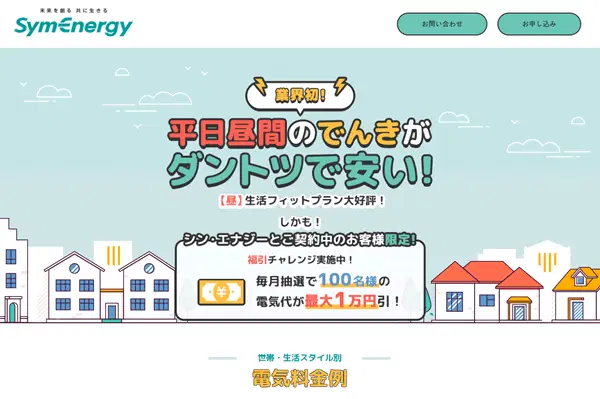 未来を創る 共に生きる
SymEnergy
お問い合わせ
お申し込み
業界初!
平日昼間のでんきが
ダントツで安い!
【昼】生活フィットプラン大好評!
しかも!
シン・エナジーとご契約中のお客様限定!
福引チャレンジ実施中!
毎月抽選で100名様の
電気代が最大1万円引!
世帯・生活スタイル別
電気料金例